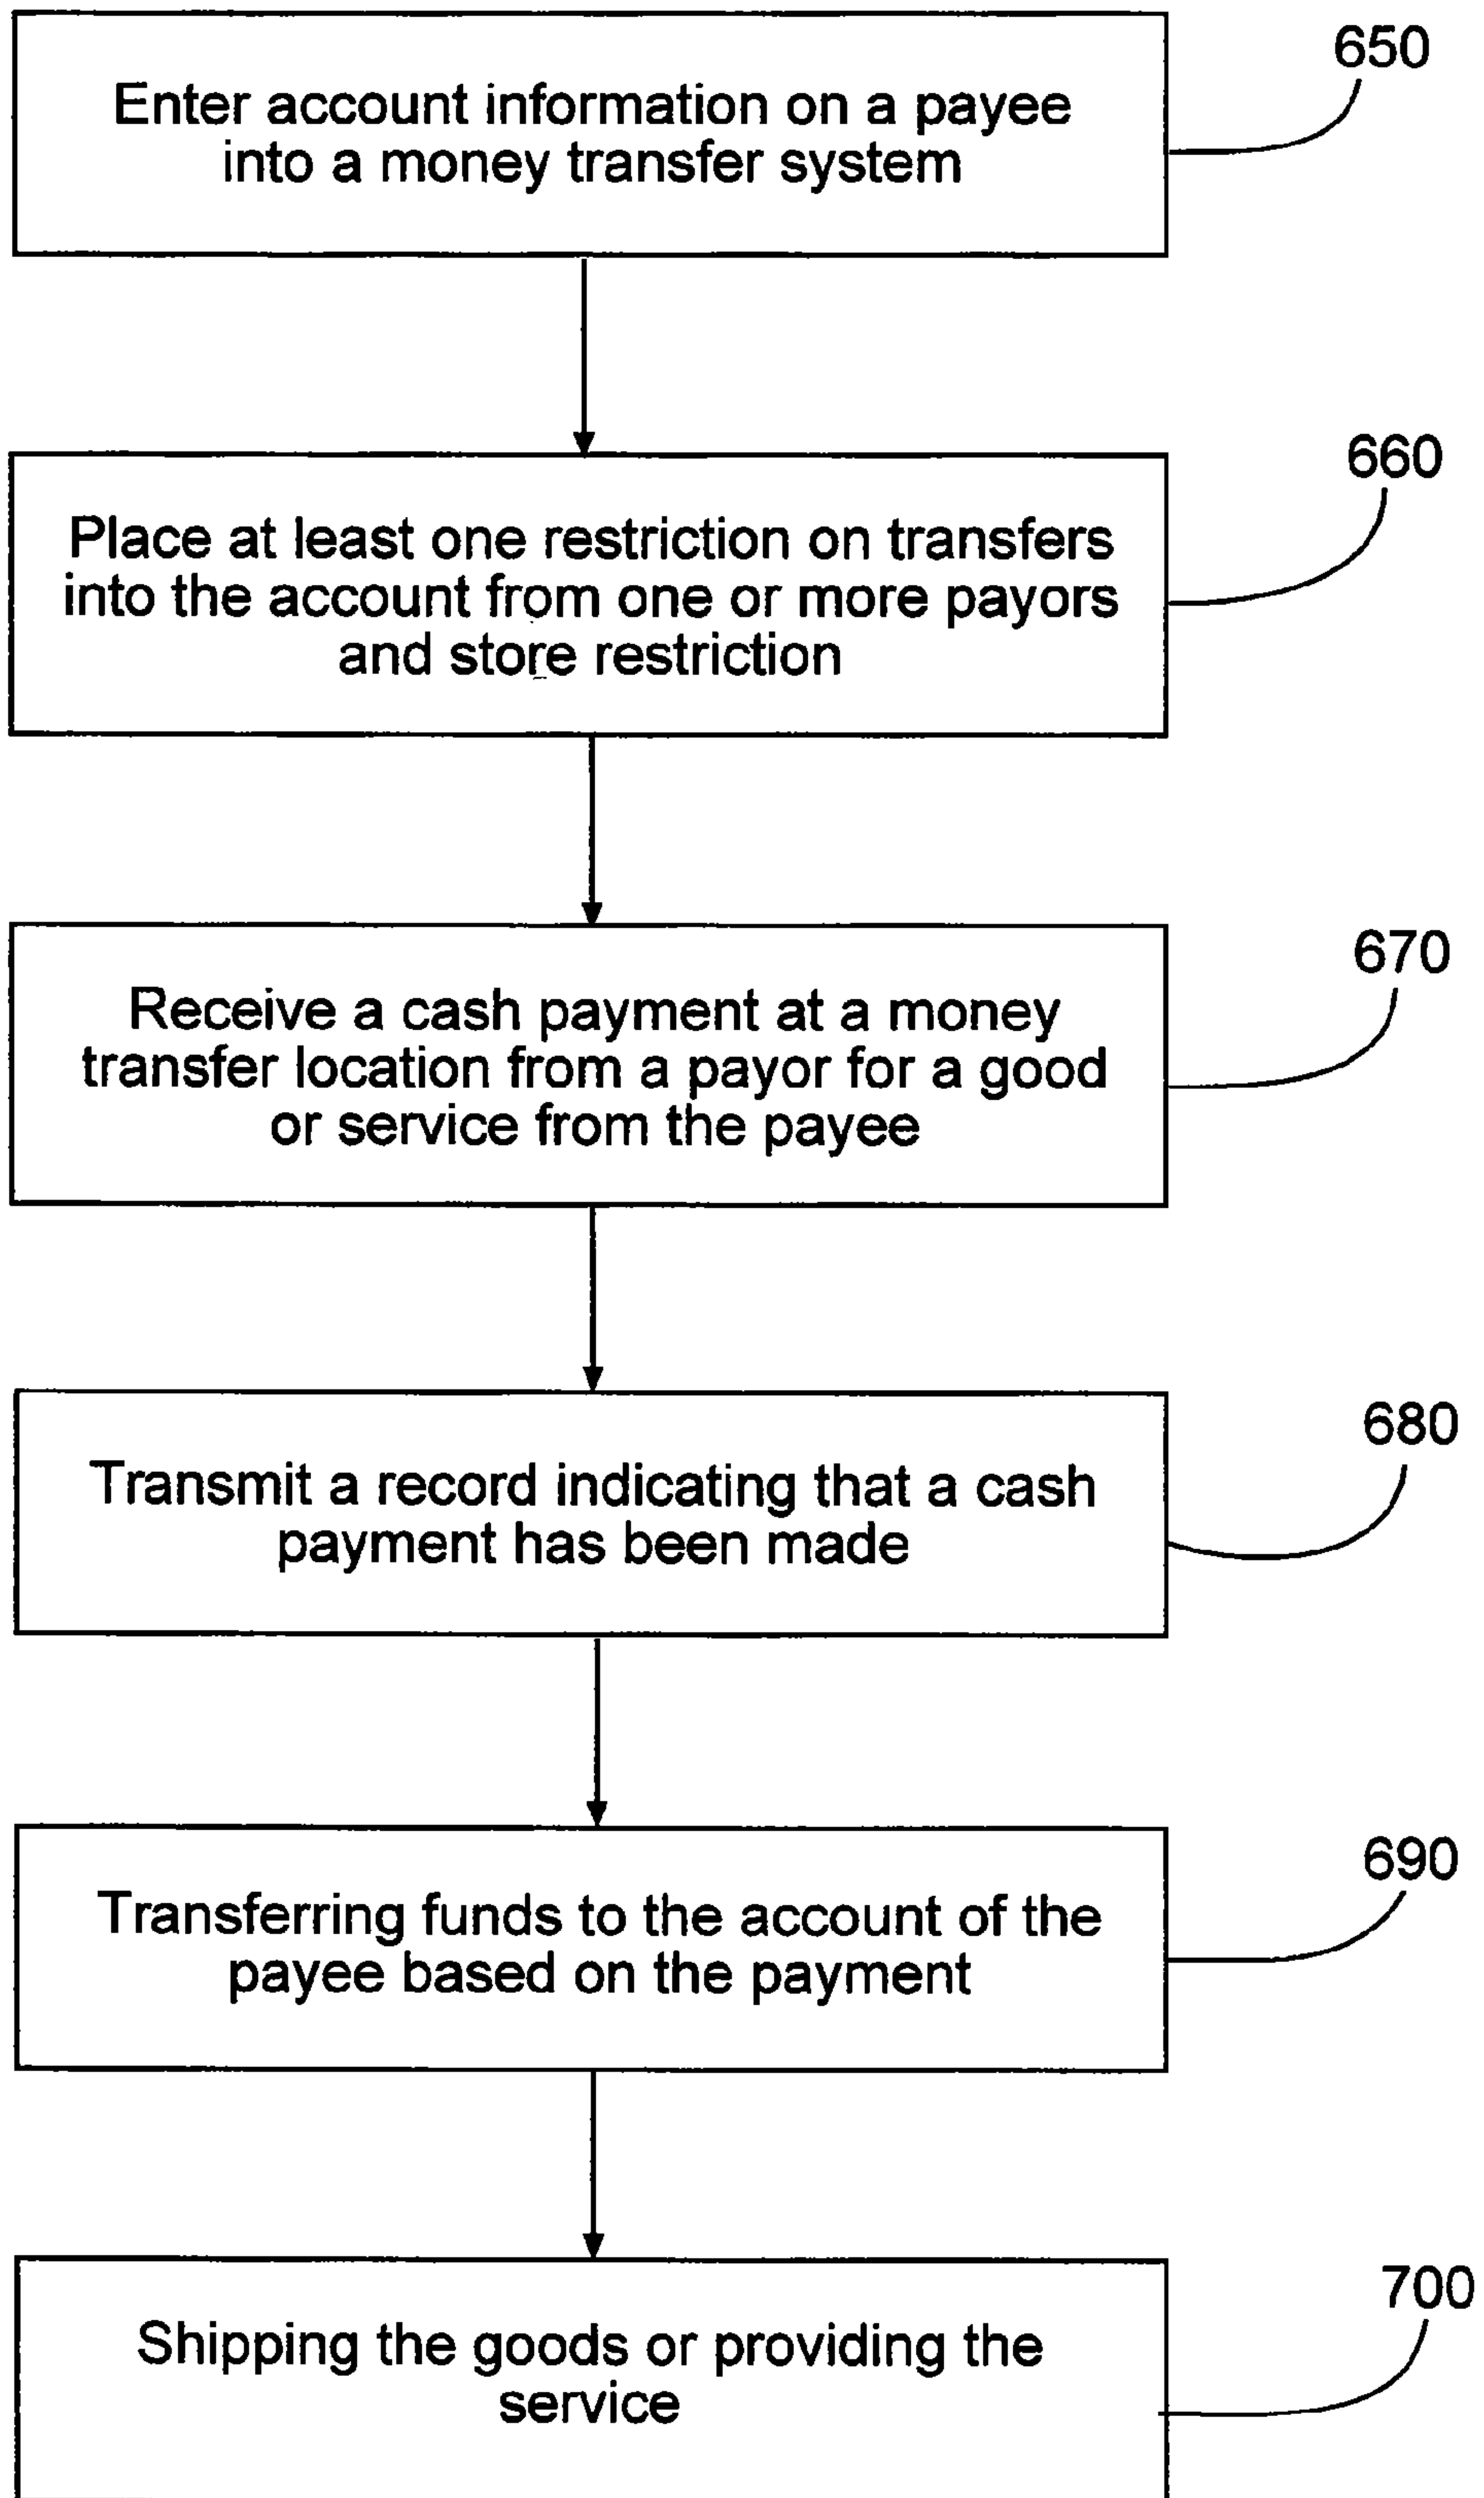 650
Enter account information on a payee
into a money transfer system
660
Place at least one restriction on transfers
into the account from one or more payors
and store restriction
670
Receive a cash payment at a money
transfer location from a payor for a good
or service from the payee
680
Transmit a record indicating that a cash
payment has been made
690
Transferring funds to the account of the
payee based on the payment
700
Shipping the goods or providing the
service